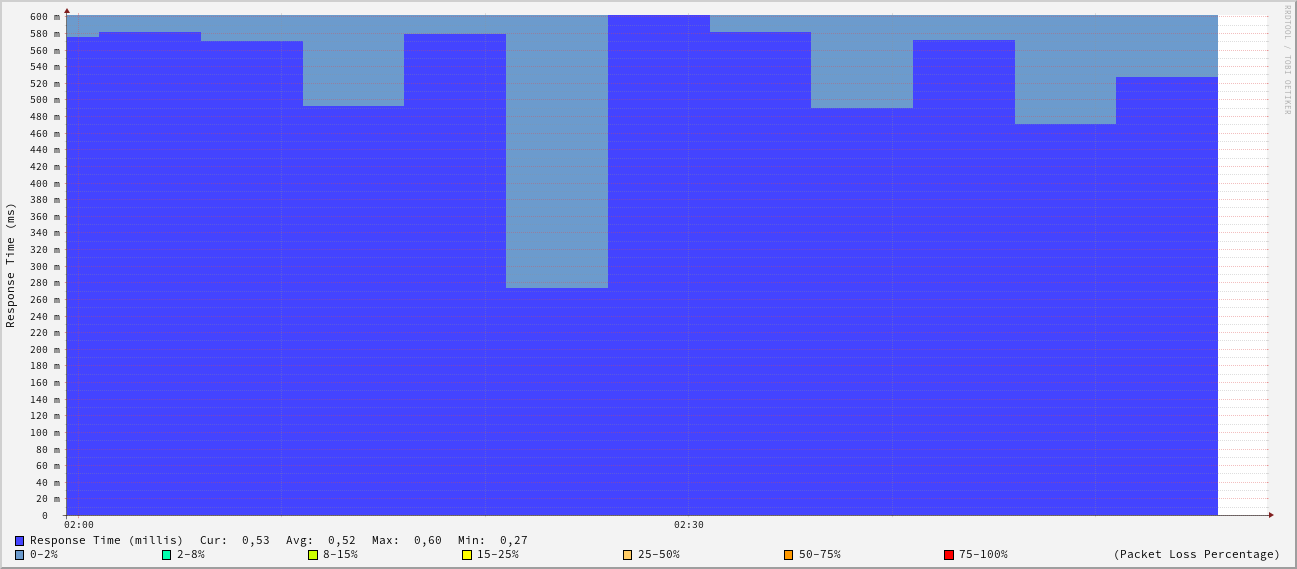 RRDTOOL / TOBI OETIKER
Response Time (ms)
600 m
580 m
560 m
540 m
520 m
500 m
480 m
460 m
440 m
420 m
400 m
380 m
360 m
340 m
320 m
300 m
280 m
260 m
240 m
220 m
200 m
180 m
160 m
140 m
120 m
100 m
80 m
60 m
40 m
20 m
0
02:00 02:30
Response Time (millis) Cur: 0,53 Avg: 0,52 Max: 0,60 Min: 0,27
0-2% 2-8% 8-15% 15-25% 25-50% 50-75% 75-100% (Packet Loss Percentage)